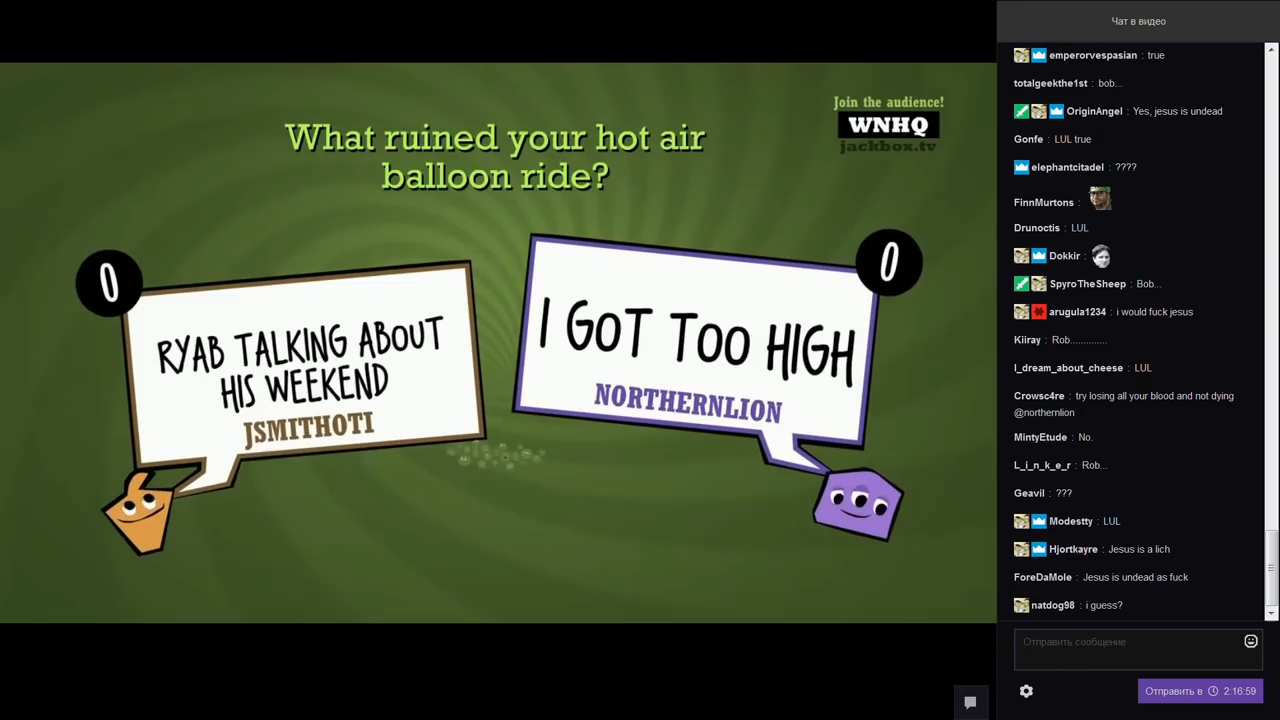 What ruined your hot air
balloon ride?
Join the audience!
WNHQ
jackbox.tv
0
RYAB TALKING ABOUT
HIS WEEKEND
JSMITHOTI
0
I GOT TOO HIGH
NORTHERNLION
Чат в видео
emperorvespasian : true
totalgeekthe1st : bob...
OriginAngel : Yes, jesus is undead
Gonfe : LUL true
elephantcitadel : ????
FinnMurtons :
Drunoctis : LUL
Dokkir :
SpyroTheSheep : Bob...
arugula1234 : i would fuck jesus
Kiiray : Rob..............
I_dream_about_cheese : LUL
Crowsc4re : try losing all your blood and not dying
@northernlion
MintyEtude : No.
L_i_n_k_e_r : Rob...
Geavil : ???
Modestty : LUL
Hjortkayre : Jesus is a lich
ForeDaMole : Jesus is undead as fuck
natdog98 : i guess?
Отправить сообщение
Отправить в 2:16:59